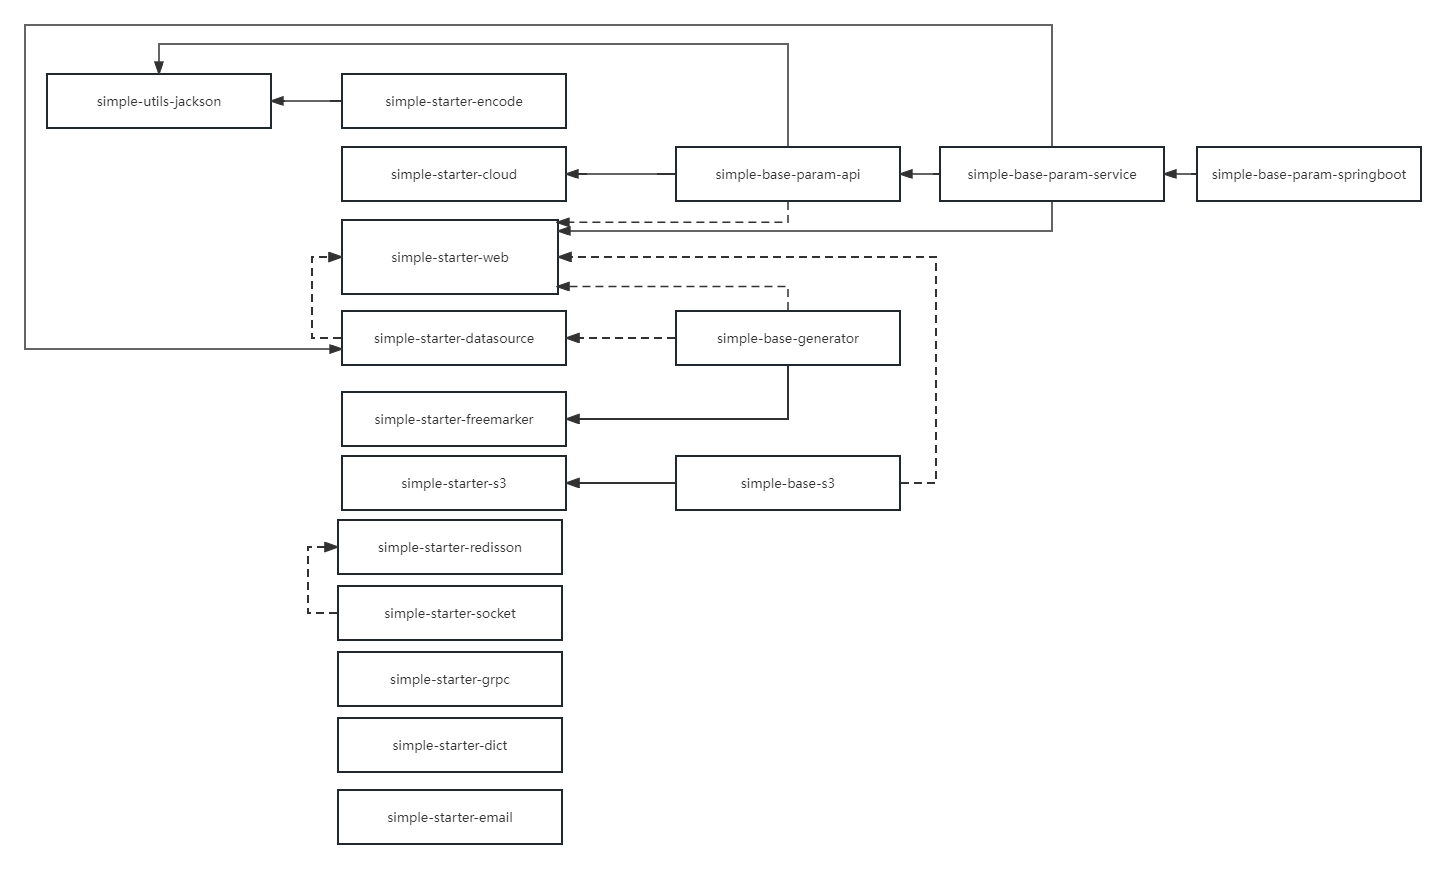 simple-utils-jackson
simple-starter-encode
simple-starter-cloud
simple-base-param-api
simple-base-param-service
simple-base-param-springboot
simple-starter-web
simple-starter-datasource
simple-base-generator
simple-starter-freemarker
simple-starter-s3
simple-base-s3
simple-starter-redisson
simple-starter-socket
simple-starter-grpc
simple-starter-dict
simple-starter-email